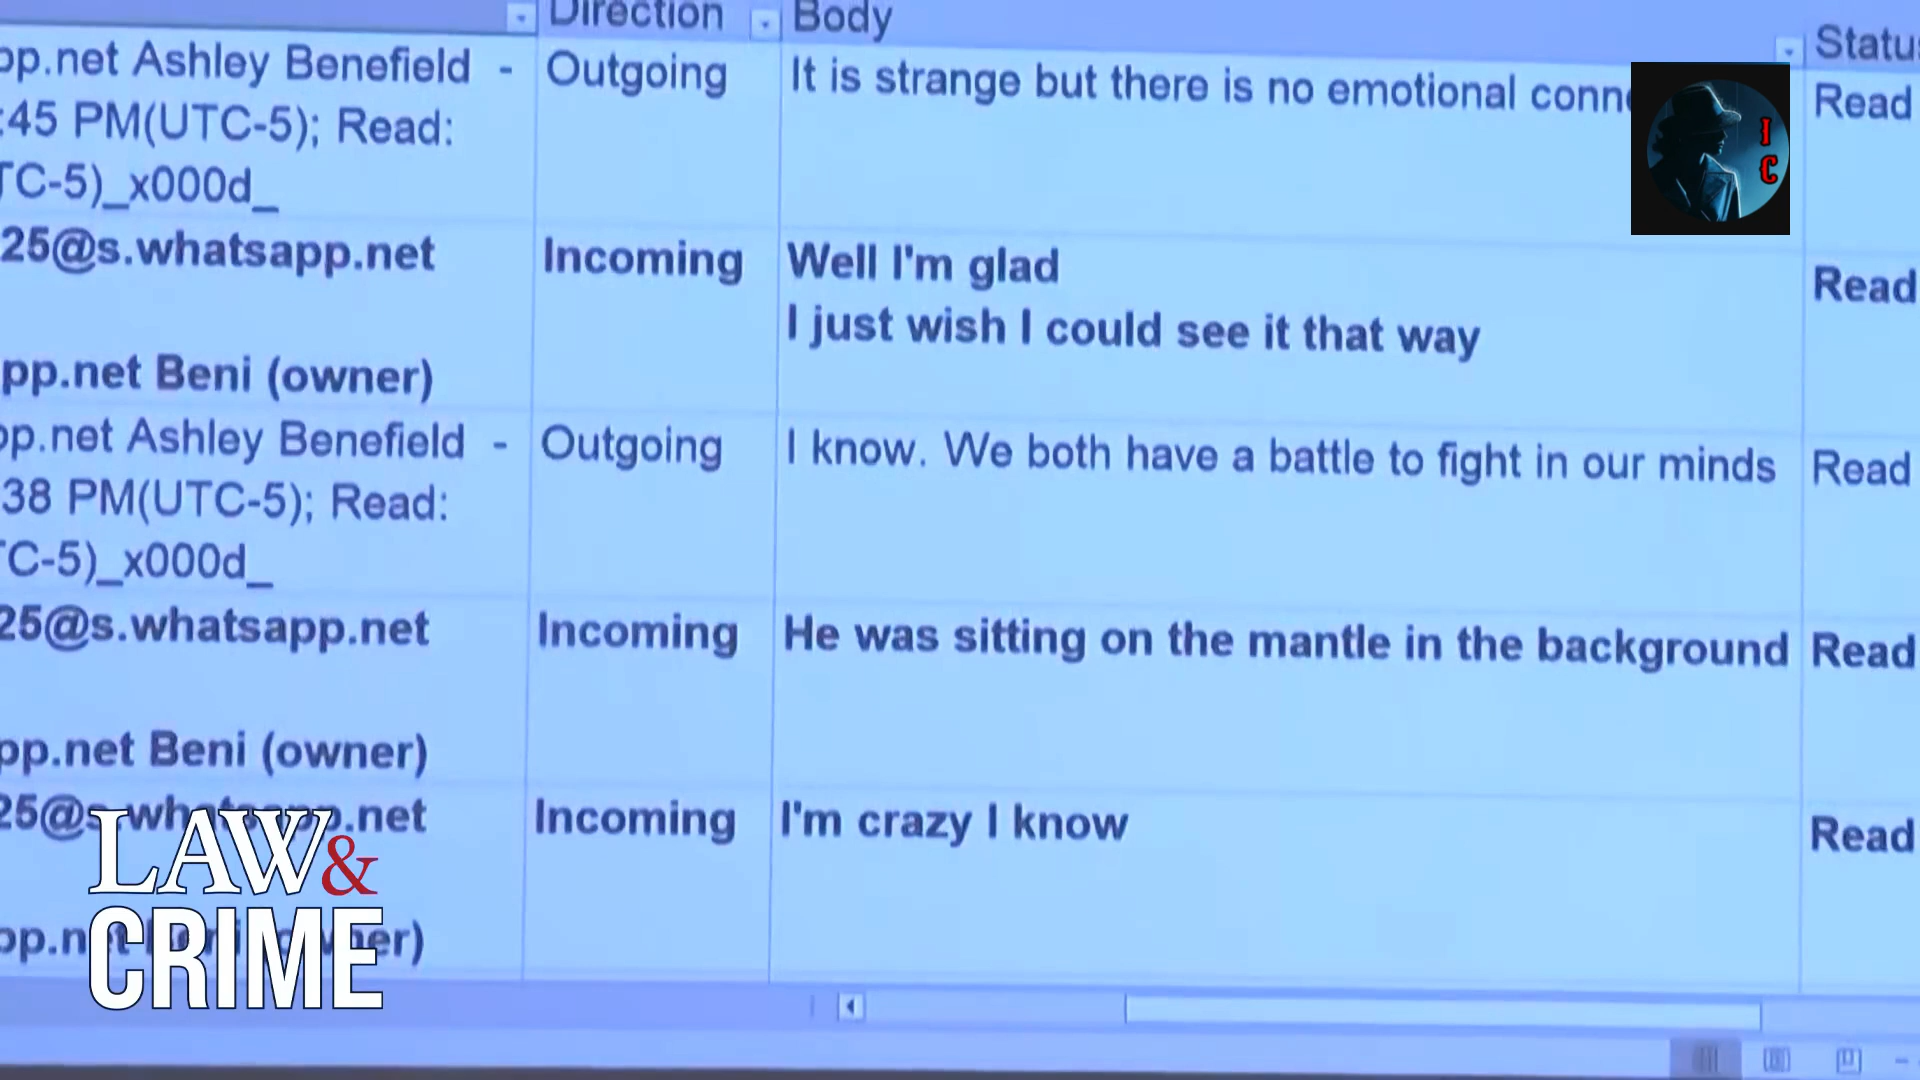 Direction Body
pp.net Ashley Benefield - Outgoing It is strange but there is no emotional Read
:45 PM(UTC-5); Read:
TC-5)_x000d_
25@s.whatsapp.net Incoming Well I'm glad Read
I just wish I could see it that way
pp.net Beni (owner)
pp.net Ashley Benefield - Outgoing I know. We both have a battle to fight in our minds Read
38 PM(UTC-5); Read:
TC-5)_x000d_
25@s.whatsapp.net Incoming He was sitting on the mantle in the background Read
pp.net Beni (owner)
25@s.whatsapp.net Incoming I'm crazy I know Read
I
C
LAW&
CRIME